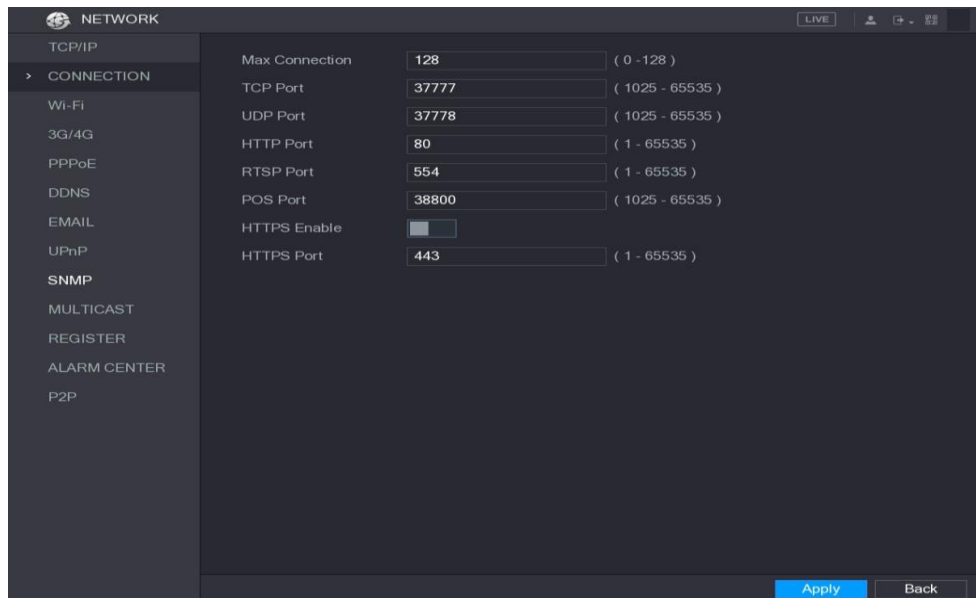 NETWORK
LIVE
TCP/IP
CONNECTION
Wi-Fi
3G/4G
PPPoE
DDNS
EMAIL
UPnP
SNMP
MULTICAST
REGISTER
ALARM CENTER
P2P
Max Connection 128 ( 0 -128 )
TCP Port 37777 ( 1025 - 65535 )
UDP Port 37778 ( 1025 - 65535 )
HTTP Port 80 ( 1 - 65535 )
RTSP Port 554 ( 1 - 65535 )
POS Port 38800 ( 1025 - 65535 )
HTTPS Enable
HTTPS Port 443 ( 1 - 65535 )
Apply Back